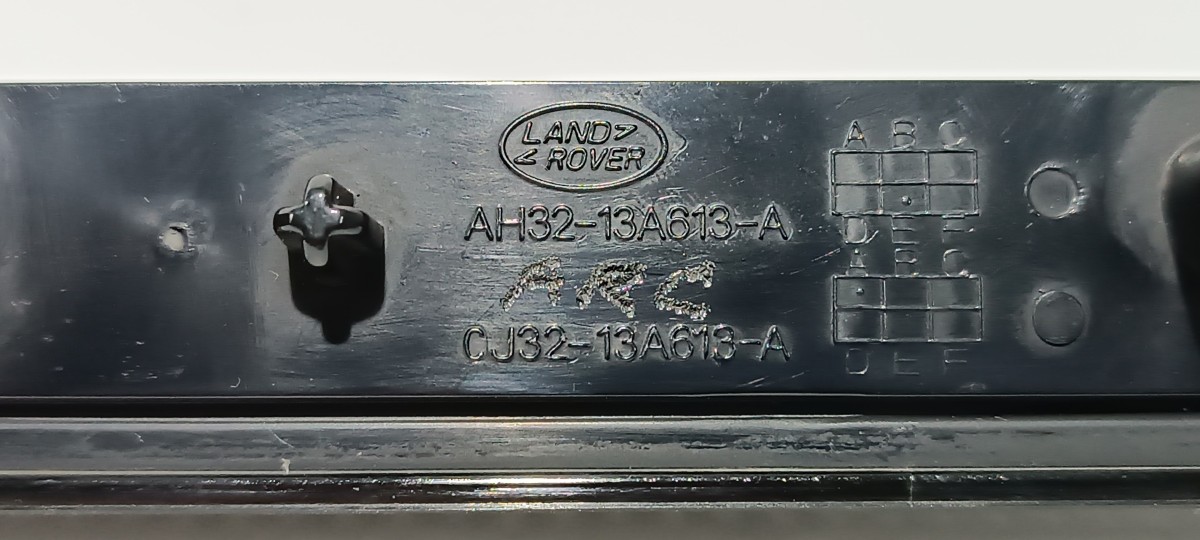 LAND
ROVER
AH32-13A613-A
ARC
CJ32-13A613-A
A B C
D E F
A B C
D E F